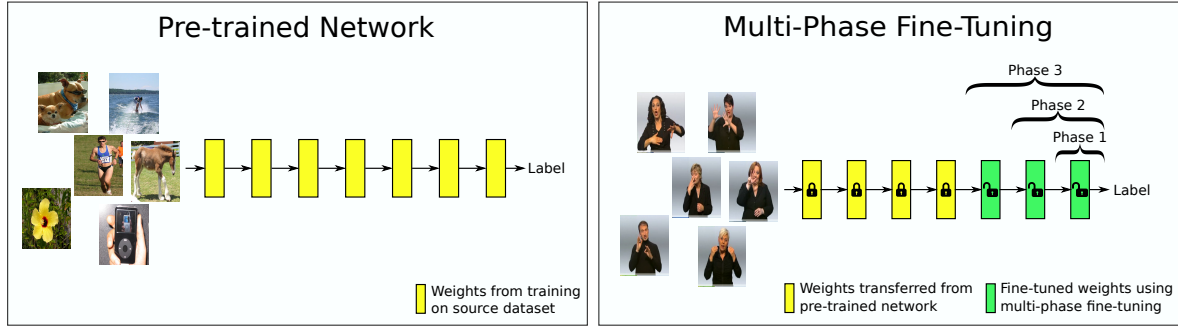 Pre-trained Network
Label
Weights from training
on source dataset
Multi-Phase Fine-Tuning
Phase 3
Phase 2
Phase 1
Label
Weights transferred from
pre-trained network
Fine-tuned weights using
multi-phase fine-tuning